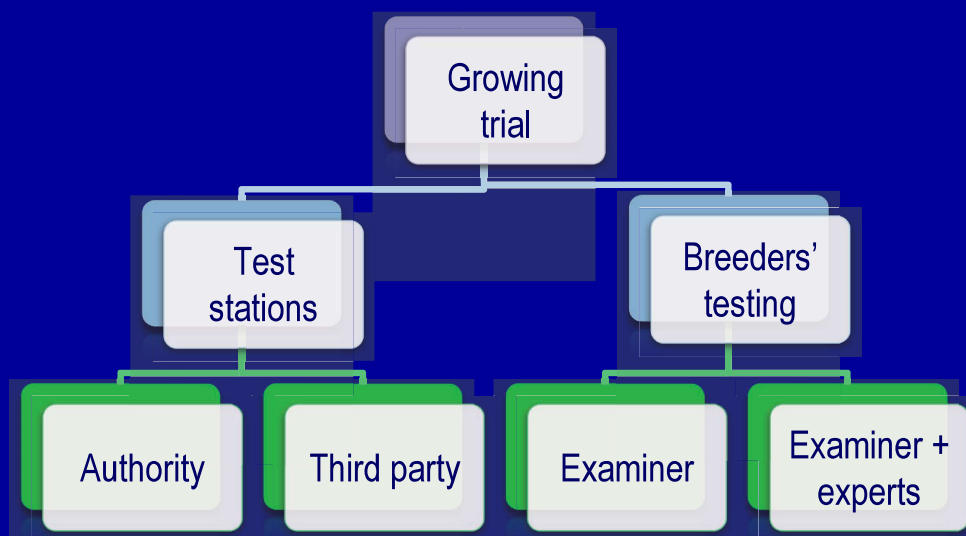 Growing
trial
Test
stations
Breeders’
testing
Authority
Third party
Examiner
Examiner +
experts